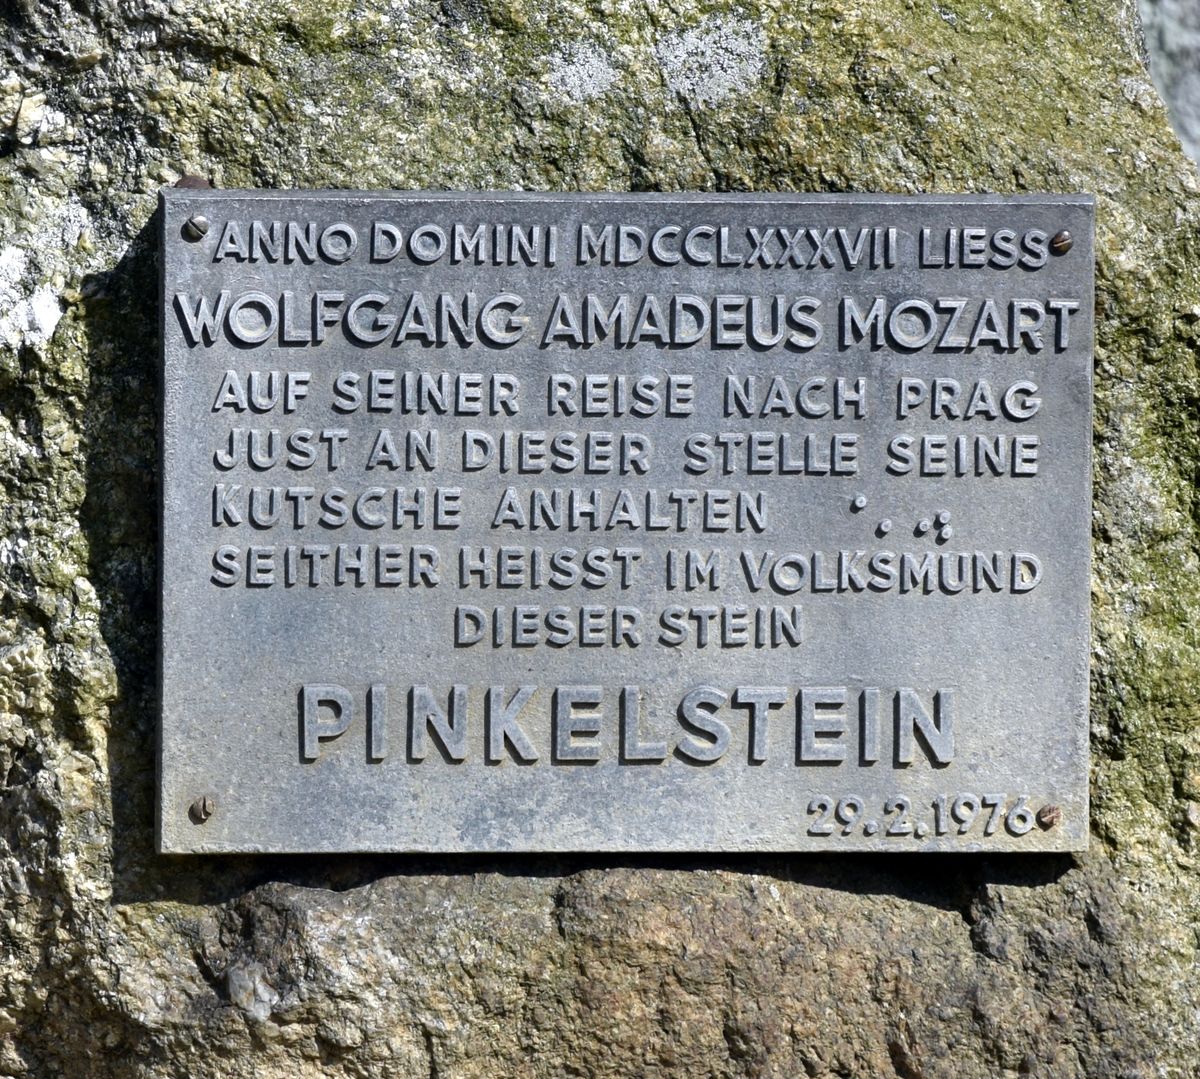 ANNO DOMINI MDCCLXXXVII LIESS
WOLFGANG AMADEUS MOZART
AUF SEINER REISE NACH PRAG
JUST AN DIESER STELLE SEINE
KUTSCHE ANHALTEN
SEITHER HEISST IM VOLKSMÜND
DIESER STEIN
PINKELSTEIN
29.2.1976